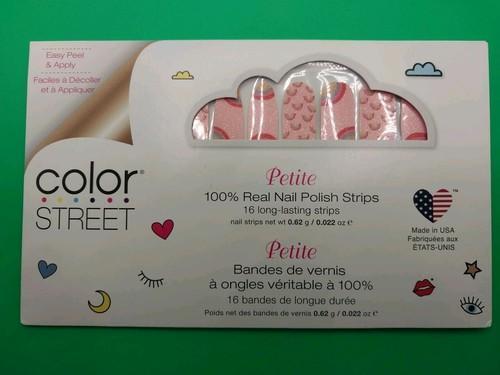 Easy Peel
& Apply
Faciles à Décoller
et à Appliquer
color®
STREET
Petite
100% Real Nail Polish Strips
16 long-lasting strips
nail strips net wt 0.62 g / 0.022 oz ℮
Petite
Bandes de vernis
à ongles véritable à 100%
16 bandes de longue durée
Poids net des bandes de vernis 0.62 g / 0.022 oz ℮
TM
Made in USA
Fabriquées aux
ÉTATS-UNIS